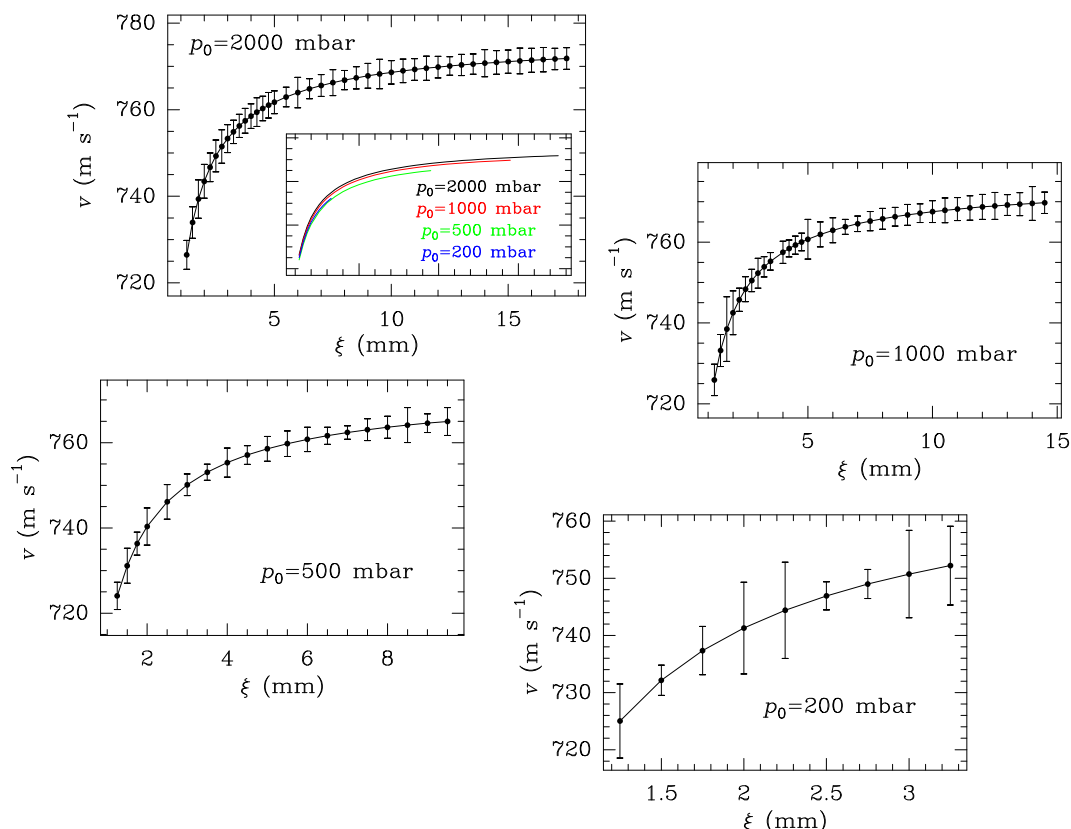 p₀=2000 mbar
780
760
740
720
v (m s⁻¹)
5
10
15
ξ (mm)
p₀=2000 mbar
p₀=1000 mbar
p₀=500 mbar
p₀=200 mbar
760
740
720
v (m s⁻¹)
p₀=1000 mbar
5
10
15
ξ (mm)
760
740
720
v (m s⁻¹)
p₀=500 mbar
2
4
6
8
ξ (mm)
760
750
740
730
720
v (m s⁻¹)
p₀=200 mbar
1.5
2
2.5
3
ξ (mm)